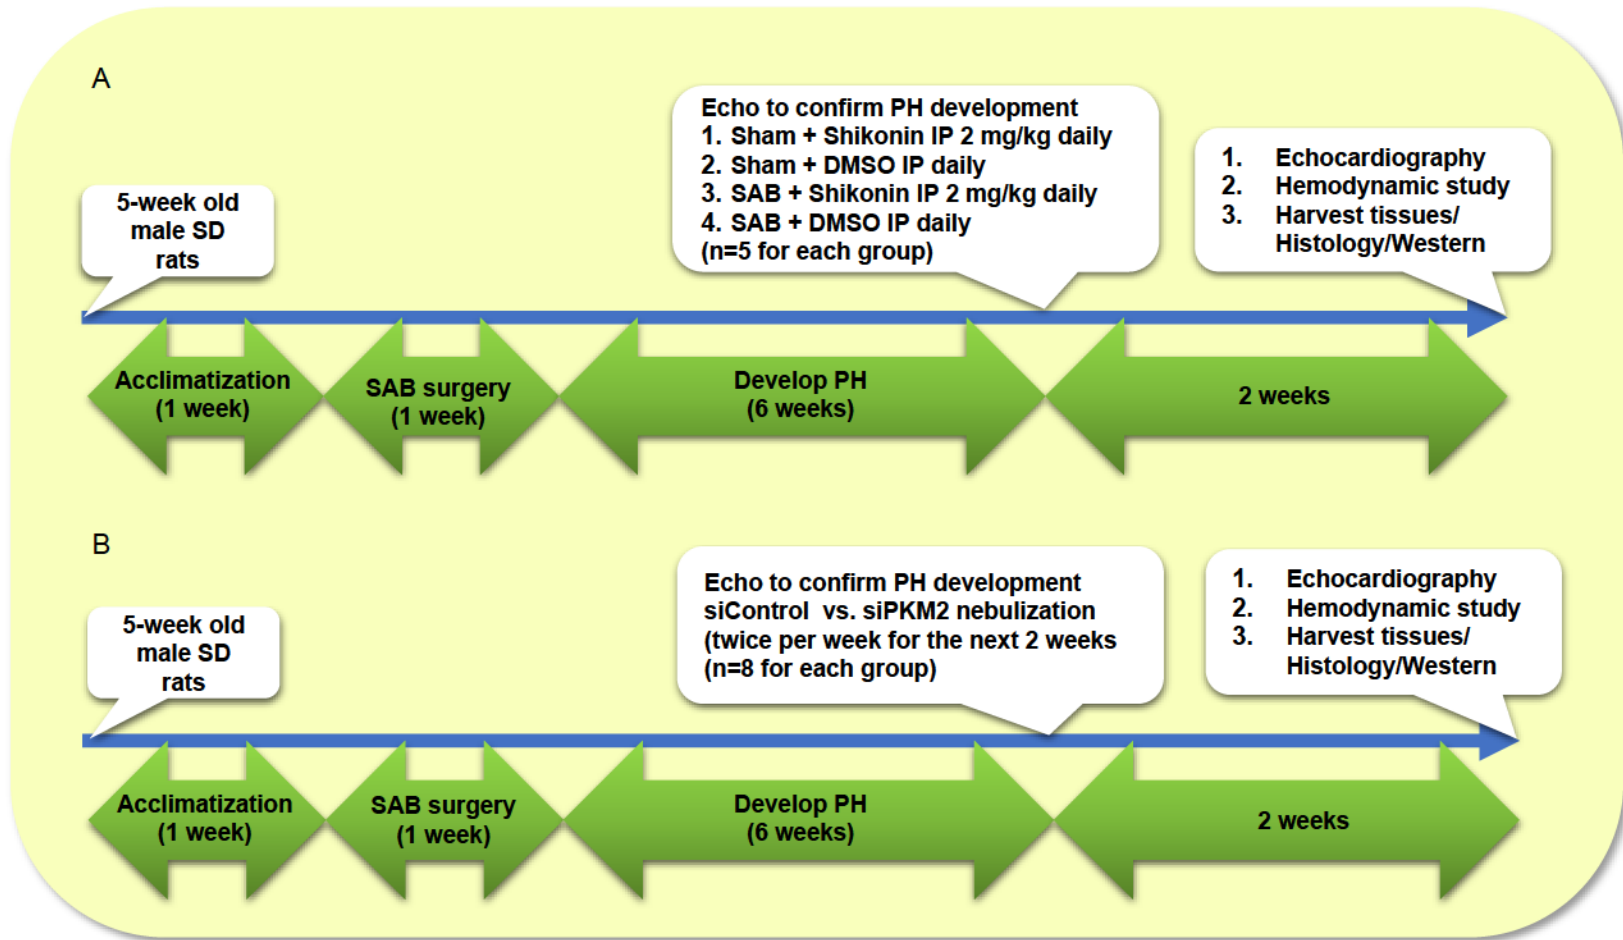 A
5-week old
male SD
rats
Echo to confirm PH development
1. Sham + Shikonin IP 2 mg/kg daily
2. Sham + DMSO IP daily
3. SAB + Shikonin IP 2 mg/kg daily
4. SAB + DMSO IP daily
(n=5 for each group)
1. Echocardiography
2. Hemodynamic study
3. Harvest tissues/
Histology/Western
Acclimatization
(1 week)
SAB surgery
(1 week)
Develop PH
(6 weeks)
2 weeks
B
5-week old
male SD
rats
Echo to confirm PH development
siControl vs. siPKM2 nebulization
(twice per week for the next 2 weeks
(n=8 for each group)
1. Echocardiography
2. Hemodynamic study
3. Harvest tissues/
Histology/Western
Acclimatization
(1 week)
SAB surgery
(1 week)
Develop PH
(6 weeks)
2 weeks